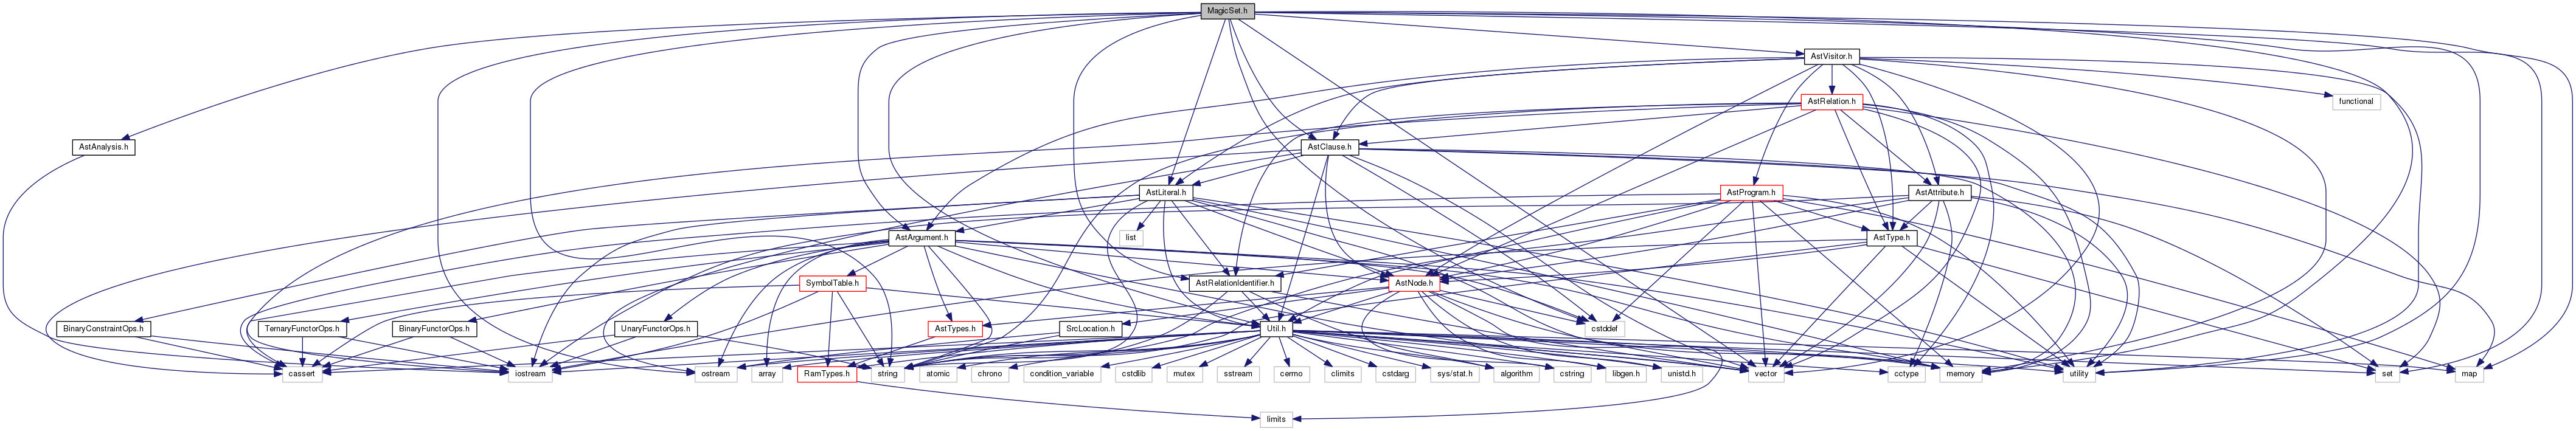 MagicSet.h
AstVisitor.h
AstRelation.h
functional
AstAnalysis.h
AstClause.h
AstLiteral.h
AstProgram.h
AstAttribute.h
list
AstArgument.h
AstType.h
SymbolTable.h
AstRelationIdentifier.h
AstNode.h
BinaryConstraintOps.h
TernaryFunctorOps.h
BinaryFunctorOps.h
UnaryFunctorOps.h
AstTypes.h
SrcLocation.h
Util.h
cstddef
cassert
iostream
ostream
array
RamTypes.h
string
atomic
chrono
condition_variable
cstdlib
mutex
sstream
cerrno
climits
cstdarg
sys/stat.h
algorithm
cstring
libgen.h
unistd.h
vector
cctype
memory
utility
set
map
limits